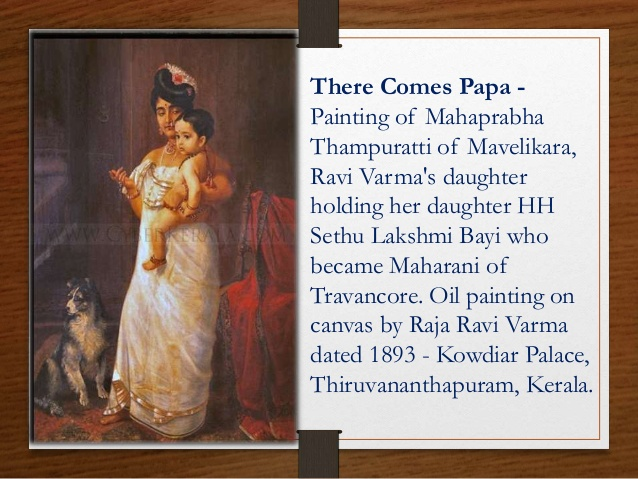 There Comes Papa -
Painting of Mahaprabha
Thampuratti of Mavelikara,
Ravi Varma's daughter
holding her daughter HH
Sethu Lakshmi Bayi who
became Maharani of
Travancore. Oil painting on
canvas by Raja Ravi Varma
dated 1893 - Kowdiar Palace,
Thiruvananthapuram, Kerala.